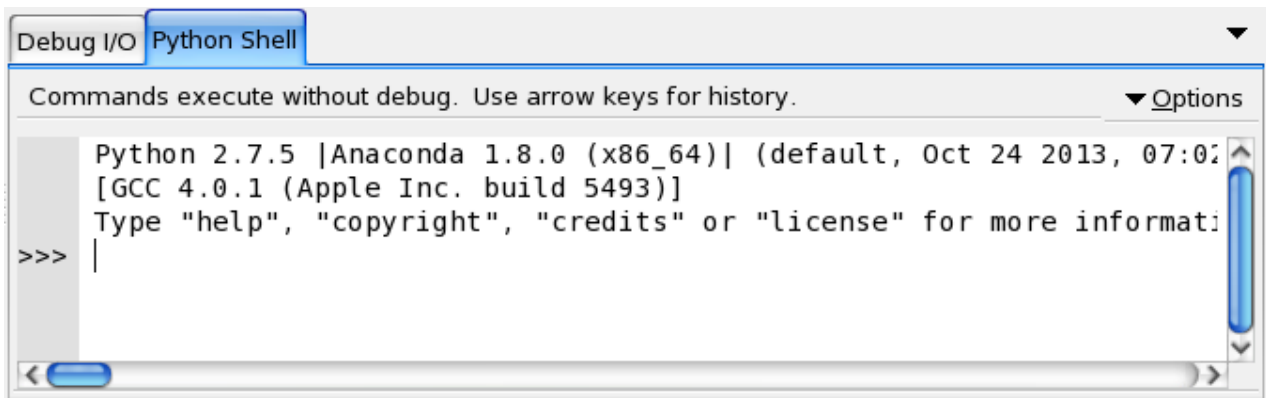 Debug I/O Python Shell
Commands execute without debug. Use arrow keys for history. Options
Python 2.7.5 |Anaconda 1.8.0 (x86_64)| (default, Oct 24 2013, 07:02
[GCC 4.0.1 (Apple Inc. build 5493)]
Type "help", "copyright", "credits" or "license" for more informati
>>>